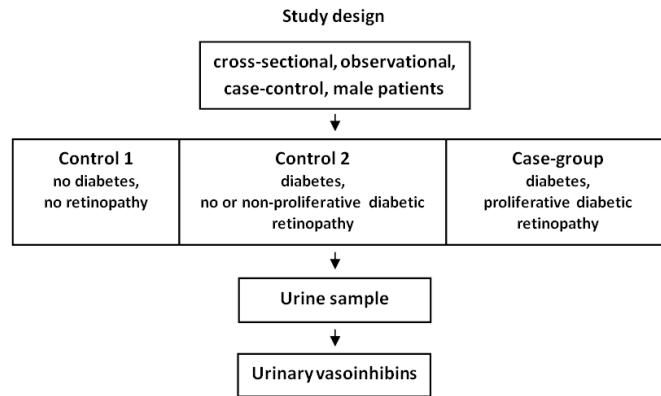 Study design
cross-sectional, observational,
case-control, male patients
Control 1
no diabetes,
no retinopathy
Control 2
diabetes,
no or non-proliferative diabetic
retinopathy
Case-group
diabetes,
proliferative diabetic
retinopathy
Urine sample
Urinary vasoinhibins